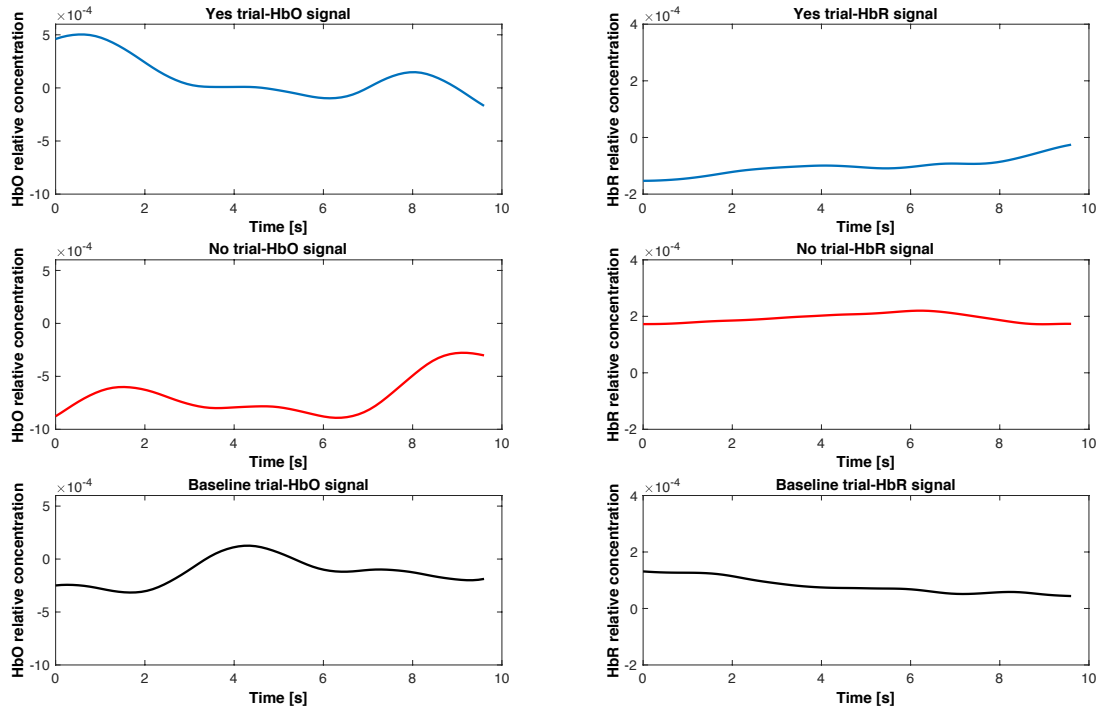 Yes trial-HbO signal
×10⁻⁴
5
0
-5
-10
HbO relative concentration
0 2 4 6 8 10
Time [s]
Yes trial-HbR signal
×10⁻⁴
4
2
0
-2
HbR relative concentration
0 2 4 6 8 10
Time [s]
No trial-HbO signal
×10⁻⁴
5
0
-5
-10
HbO relative concentration
0 2 4 6 8 10
Time [s]
No trial-HbR signal
×10⁻⁴
4
2
0
-2
HbR relative concentration
0 2 4 6 8 10
Time [s]
Baseline trial-HbO signal
×10⁻⁴
5
0
-5
-10
HbO relative concentration
0 2 4 6 8 10
Time [s]
Baseline trial-HbR signal
×10⁻⁴
4
2
0
-2
HbR relative concentration
0 2 4 6 8 10
Time [s]